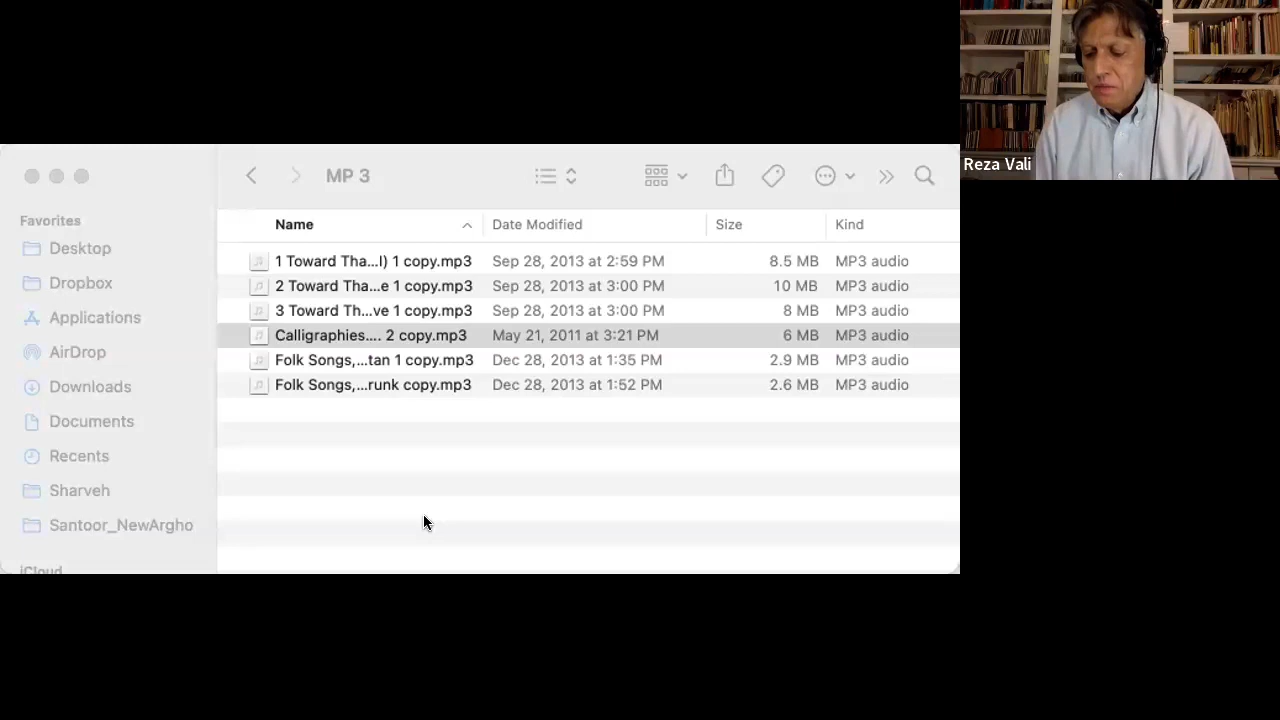 Reza Vali
MP 3
Favorites
Desktop
Dropbox
Applications
AirDrop
Downloads
Documents
Recents
Sharveh
Santoor_NewArgho
iCloud
Name Date Modified Size Kind
1 Toward Tha...l) 1 copy.mp3 Sep 28, 2013 at 2:59 PM 8.5 MB MP3 audio
2 Toward Tha...e 1 copy.mp3 Sep 28, 2013 at 3:00 PM 10 MB MP3 audio
3 Toward Th...ve 1 copy.mp3 Sep 28, 2013 at 3:00 PM 8 MB MP3 audio
Calligraphies.... 2 copy.mp3 May 21, 2011 at 3:21 PM 6 MB MP3 audio
Folk Songs,...tan 1 copy.mp3 Dec 28, 2013 at 1:35 PM 2.9 MB MP3 audio
Folk Songs,...runk copy.mp3 Dec 28, 2013 at 1:52 PM 2.6 MB MP3 audio